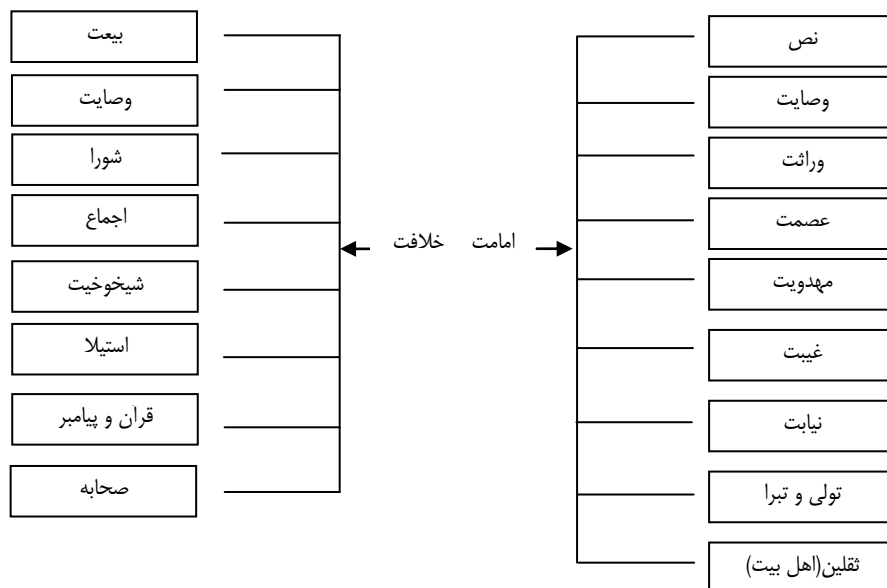 نص
وصایت
وراثت
عصمت
مهدویت
غیبت
نیابت
تولی و تبرا
ثقلین(اهل بیت)
امامت
خلافت
بیعت
وصایت
شورا
اجماع
شیخوخیت
استیلا
قرآن و پیامبر
صحابه